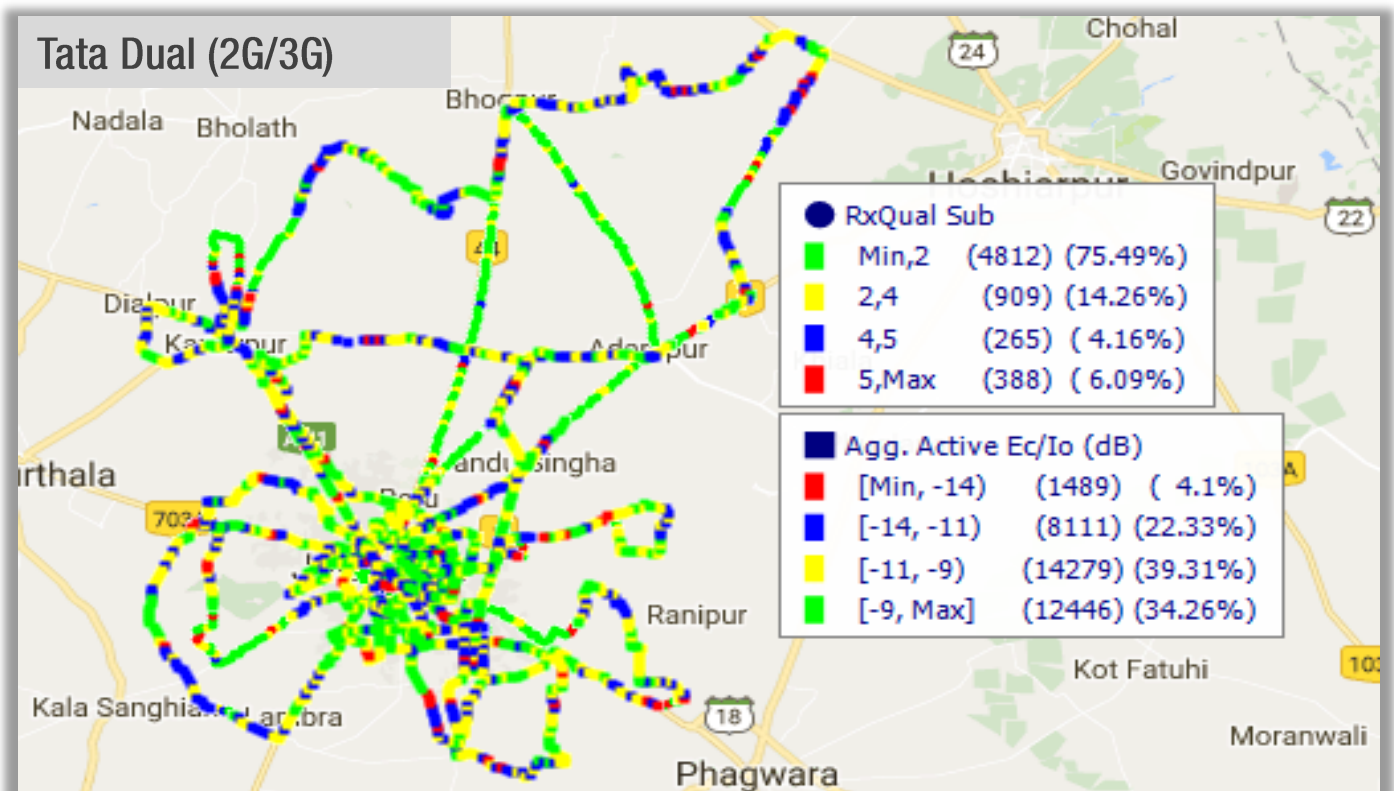 Tata Dual (2G/3G)
Chohal
24
Nadala
Bholath
Govindpur
22
RxQual Sub
Min,2 (4812) (75.49%)
2,4 (909) (14.26%)
4,5 (265) ( 4.16%)
5,Max (388) ( 6.09%)
Agg. Active Ec/Io (dB)
[Min, -14) (1489) ( 4.1%)
[-14, -11) (8111) (22.33%)
[-11, -9) (14279) (39.31%)
[-9, Max] (12446) (34.26%)
rthala
703
Ranipur
Kot Fatuhi
103
Kala Sanghia
18
Moranwali
Phagwara